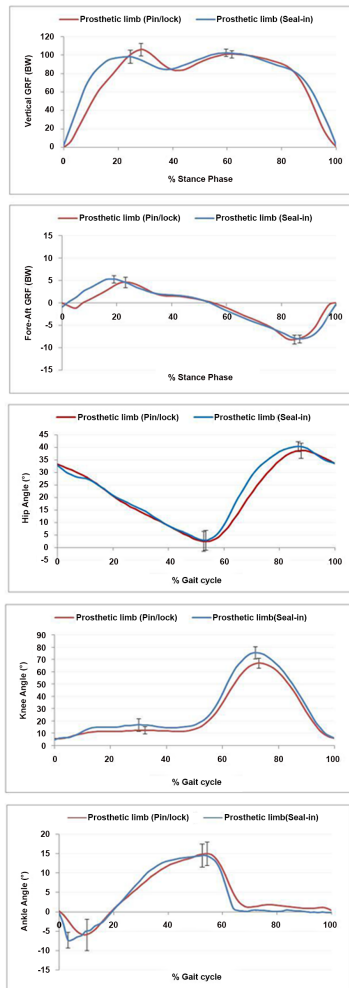 Prosthetic limb (Pin/lock) Prosthetic limb (Seal-in)
Vertical GRF (BW)
120
100
80
60
40
20
0
0 20 40 60 80 100
% Stance Phase
Prosthetic limb (Pin/lock) Prosthetic limb (Seal-in)
Fore-Aft GRF (BW)
15
10
5
0
-5
-10
-15
0 20 40 60 80 100
% Stance Phase
Prosthetic limb (Pin/lock) Prosthetic limb (Seal-in)
Hip Angle (°)
45
40
35
30
25
20
15
10
5
0
-5
0 20 40 60 80 100
% Gait cycle
Prosthetic limb (Pin/lock) Prosthetic limb(Seal-in)
Knee Angle (°)
90
80
70
60
50
40
30
20
10
0
0 20 40 60 80 100
% Gait cycle
Prosthetic limb (Pin/lock) Prosthetic limb(Seal-in)
Ankle Angle (°)
20
15
10
5
0
-5
-10
-15
0 20 40 60 80 100
% Gait cycle